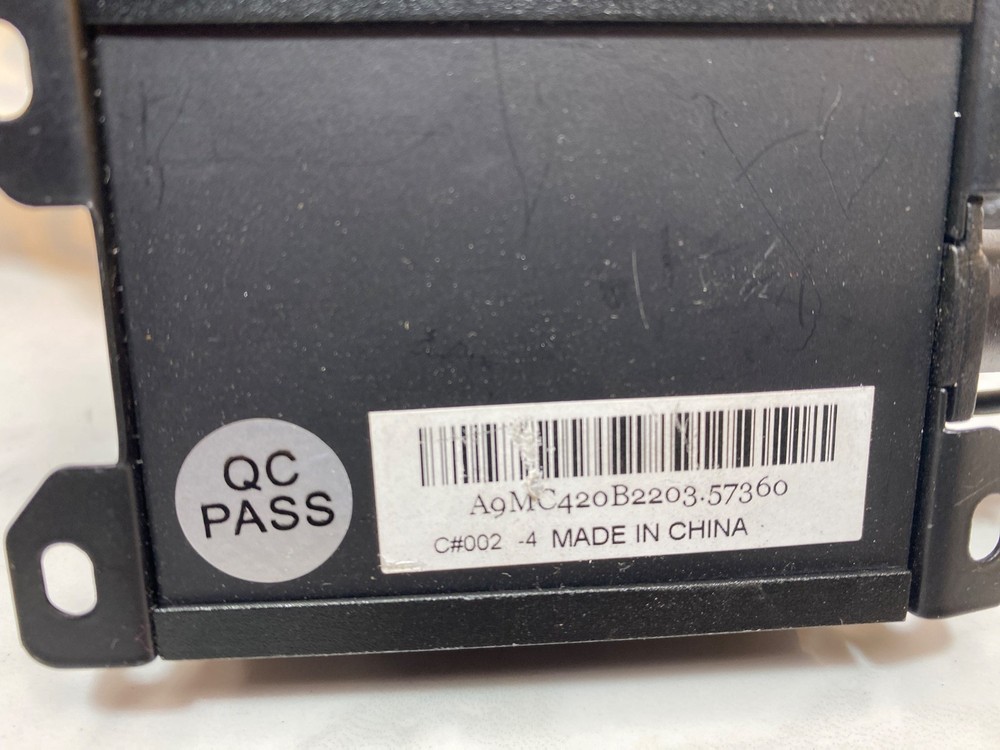 QC
PASS
A9MC420B2203.57360
C#002 -4 MADE IN CHINA